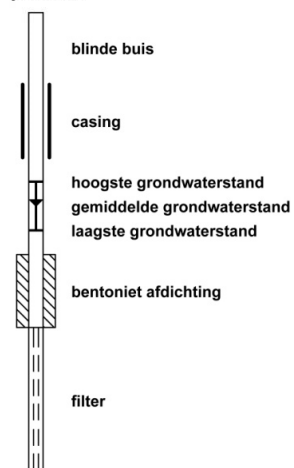 blinde buis
casing
hoogste grondwaterstand
gemiddelde grondwaterstand
laagste grondwaterstand
bentoniet afdichting
filter